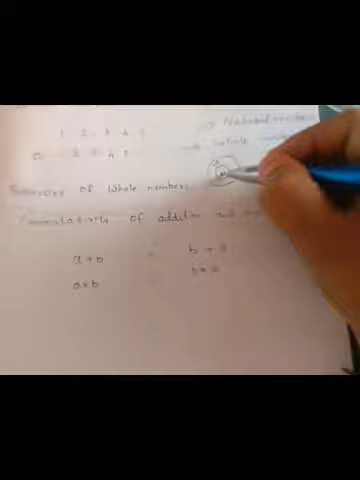 1 2 3 4 5
→ Natural numbers
0 1 2 3 4 5
→ whole
Properties of whole numbers
Commutativity of addition and
a + b = b + a
a × b
b × a